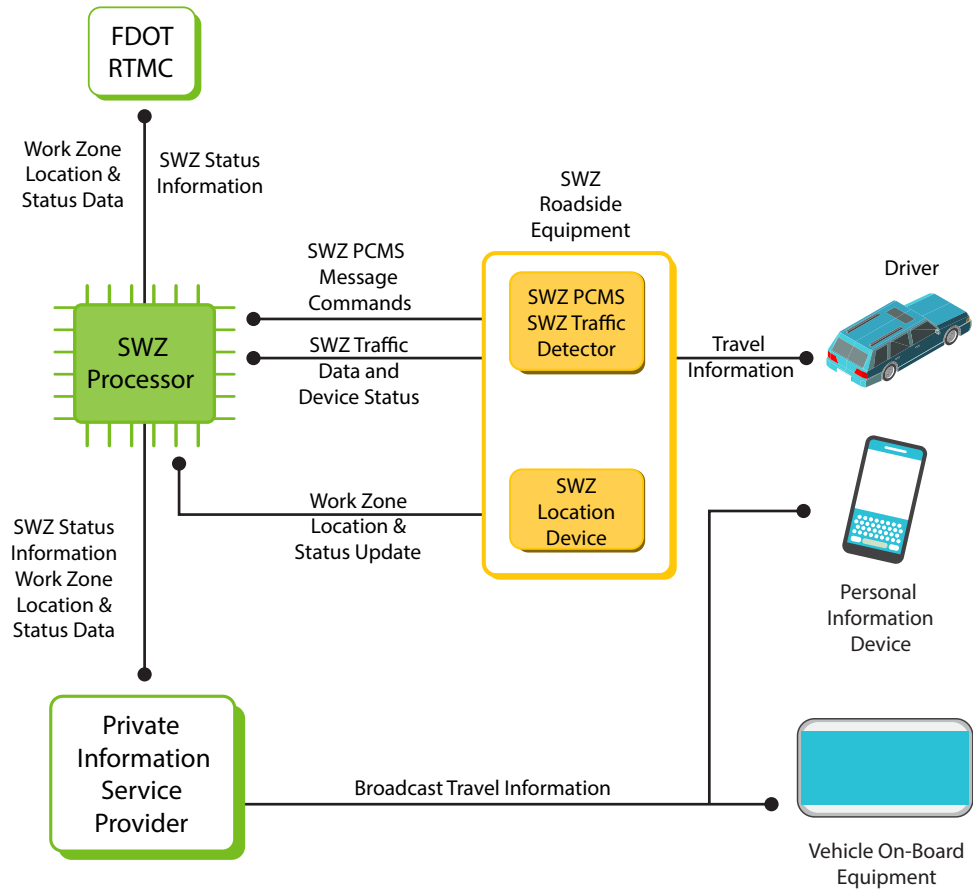 FDOT
RTMC
Work Zone
Location &
Status Data
SWZ Status
Information
SWZ
Roadside
Equipment
SWZ PCMS
Message
Commands
SWZ PCMS
SWZ Traffic
Detector
Driver
SWZ
Processor
SWZ Traffic
Data and
Device Status
Travel
Information
Work Zone
Location &
Status Update
SWZ
Location
Device
SWZ Status
Information
Work Zone
Location &
Status Data
Personal
Information
Device
Private
Information
Service
Provider
Broadcast Travel Information
Vehicle On-Board
Equipment